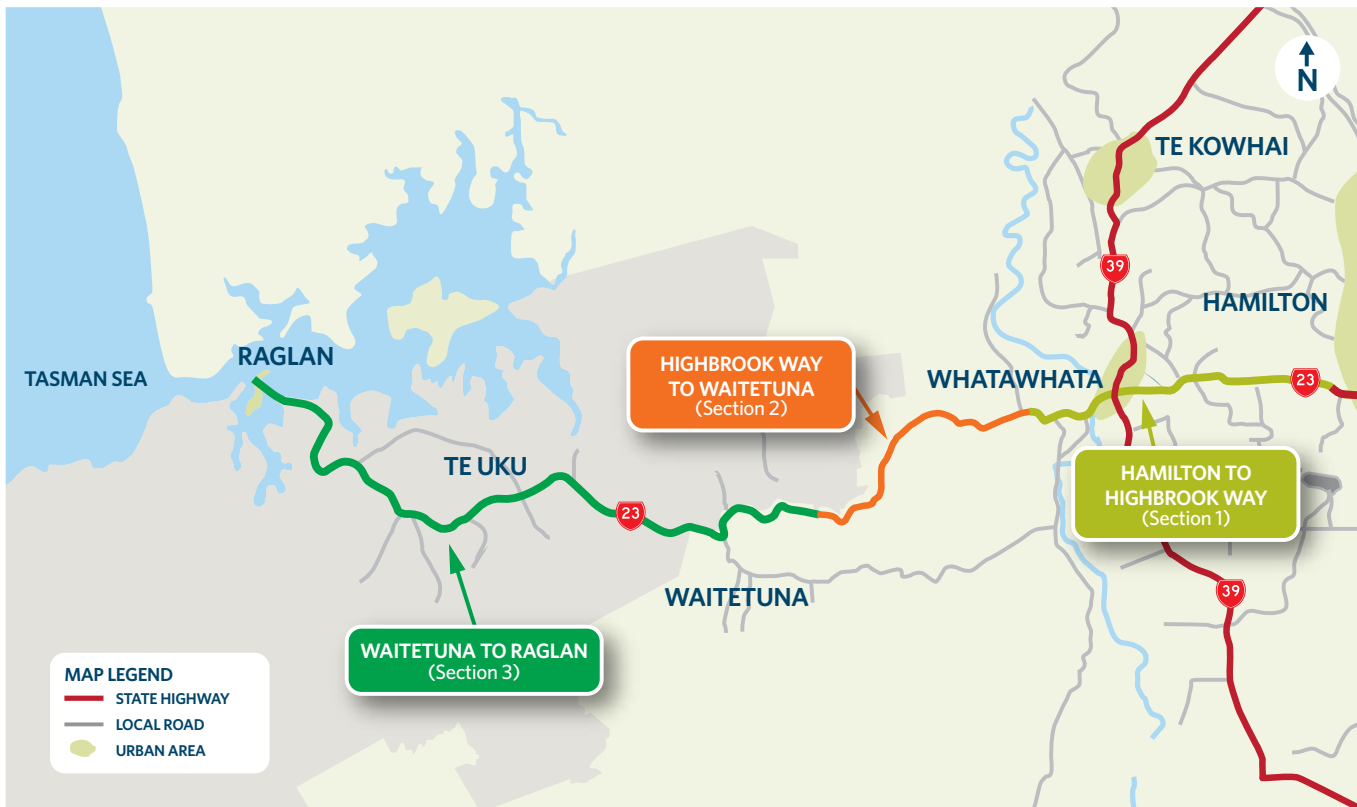 N
TE KOWHAI
39
HAMILTON
RAGLAN
TASMAN SEA
HIGHBROOK WAY
TO WAITETUNA
(Section 2)
WHATAWHATA
23
TE UKU
HAMILTON TO
HIGHBROOK WAY
(Section 1)
23
WAITETUNA
39
WAITETUNA TO RAGLAN
(Section 3)
MAP LEGEND
STATE HIGHWAY
LOCAL ROAD
URBAN AREA